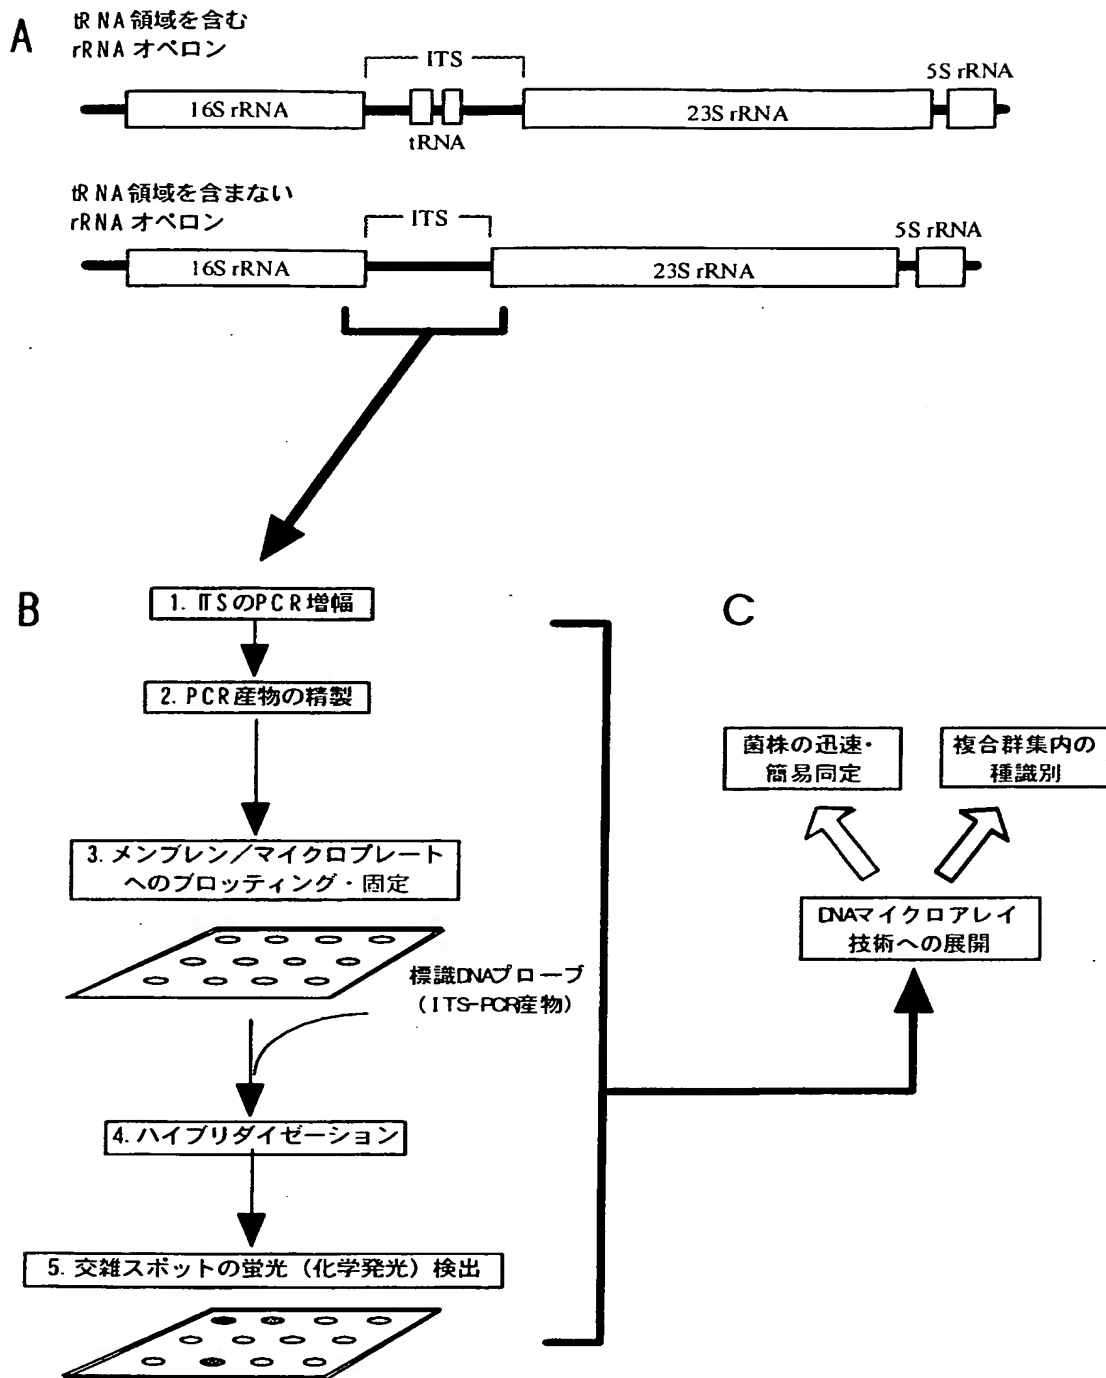 A
tRNA領域を含む
rRNAオペロン
ITS
5S rRNA
16S rRNA
23S rRNA
tRNA
tRNA領域を含まない
rRNAオペロン
ITS
5S rRNA
16S rRNA
23S rRNA
B
1. ITSのPCR増幅
2. PCR産物の精製
3. メンブレン／マイクロプレート
へのブロッティング・固定
標識DNAプローブ
（ITS-PCR産物）
4. ハイブリダイゼーション
5. 交雑スポットの蛍光（化学発光）検出
C
菌株の迅速・
簡易同定
複合群集内の
種識別
DNAマイクロアレイ
技術への展開